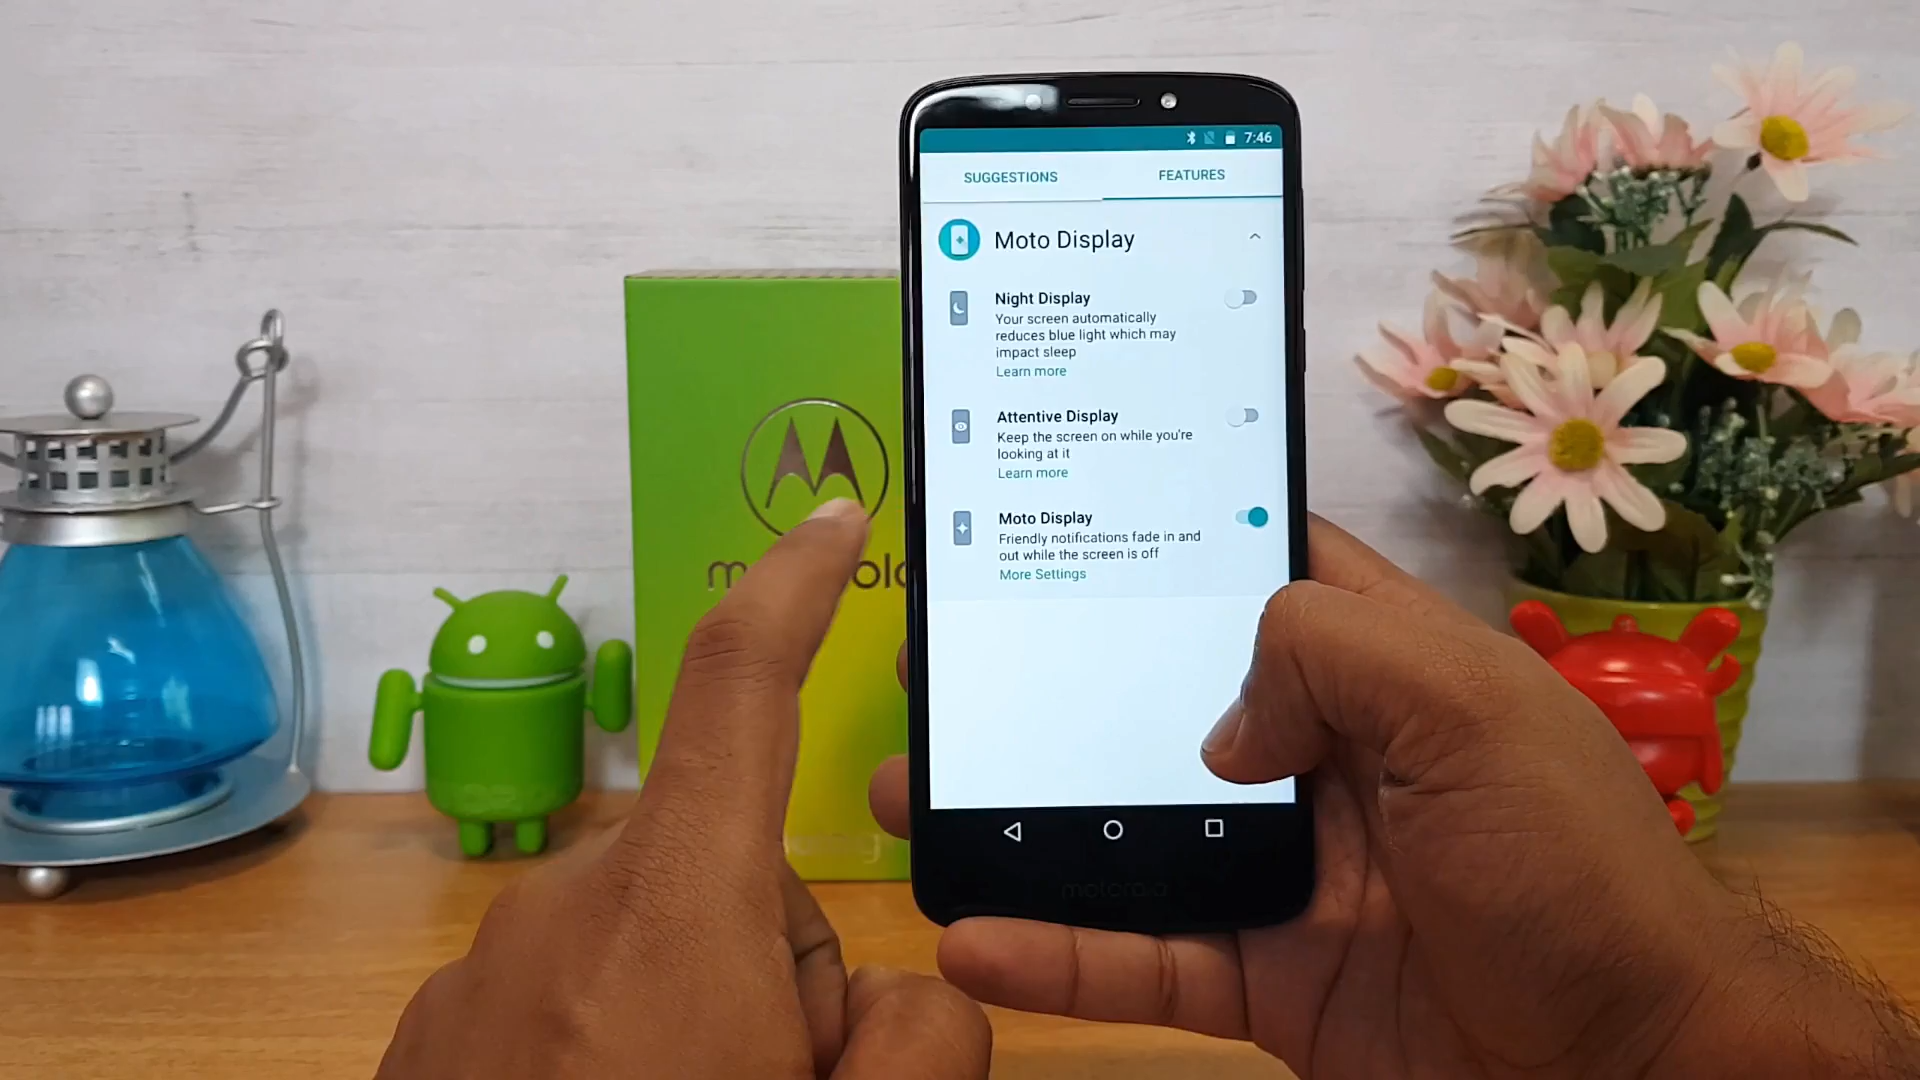 7:46
SUGGESTIONS FEATURES
Moto Display
Night Display
Your screen automatically
reduces blue light which may
impact sleep
Learn more
Attentive Display
Keep the screen on while you're
looking at it
Learn more
Moto Display
Friendly notifications fade in and
out while the screen is off
More Settings
motorola